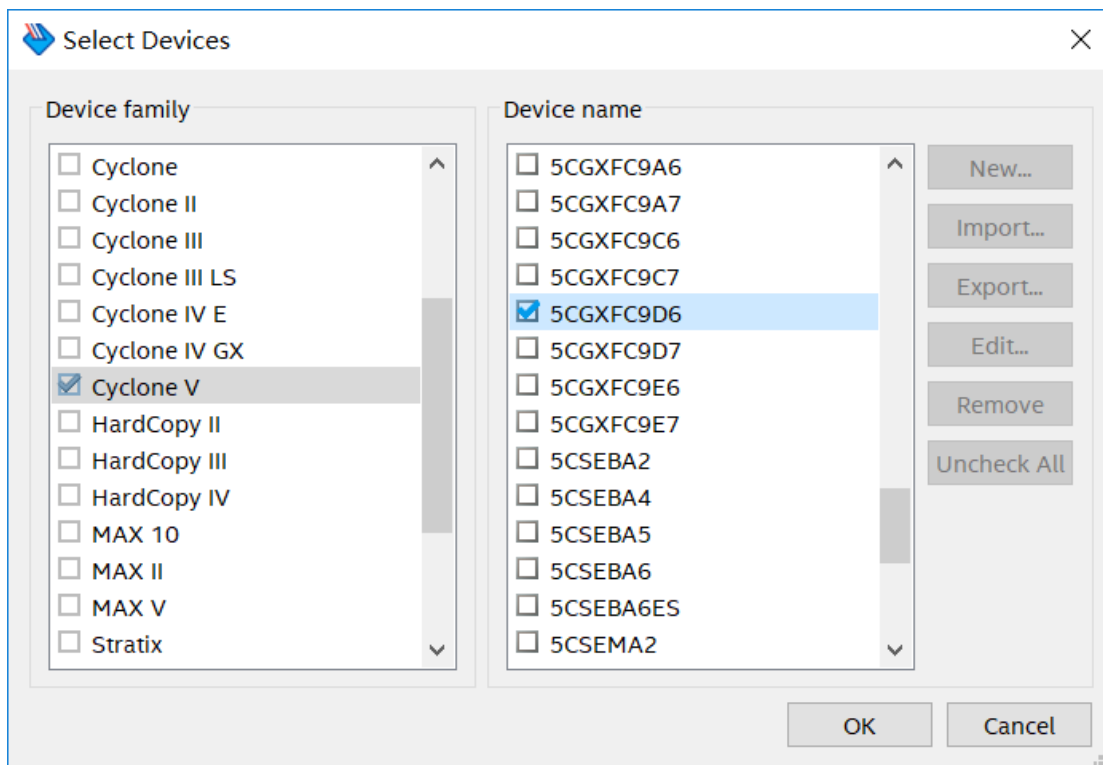 Select Devices
Device family
Cyclone
Cyclone II
Cyclone III
Cyclone III LS
Cyclone IV E
Cyclone IV GX
Cyclone V
HardCopy II
HardCopy III
HardCopy IV
MAX 10
MAX II
MAX V
Stratix
Device name
5CGXFC9A6
5CGXFC9A7
5CGXFC9C6
5CGXFC9C7
5CGXFC9D6
5CGXFC9D7
5CGXFC9E6
5CGXFC9E7
5CSEBA2
5CSEBA4
5CSEBA5
5CSEBA6
5CSEBA6ES
5CSEMA2
New...
Import...
Export...
Edit...
Remove
Uncheck All
OK
Cancel